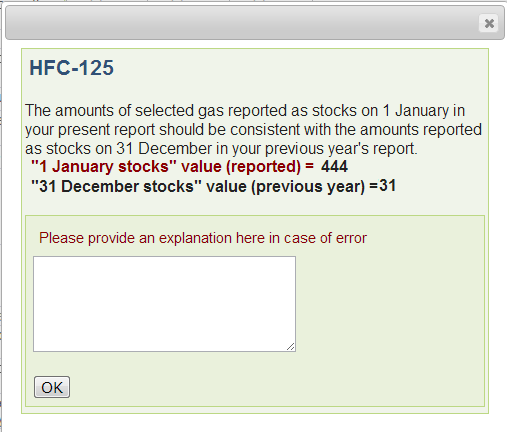 HFC-125
The amounts of selected gas reported as stocks on 1 January in
your present report should be consistent with the amounts reported
as stocks on 31 December in your previous year's report.
"1 January stocks" value (reported) = 444
"31 December stocks" value (previous year) =31
Please provide an explanation here in case of error
OK